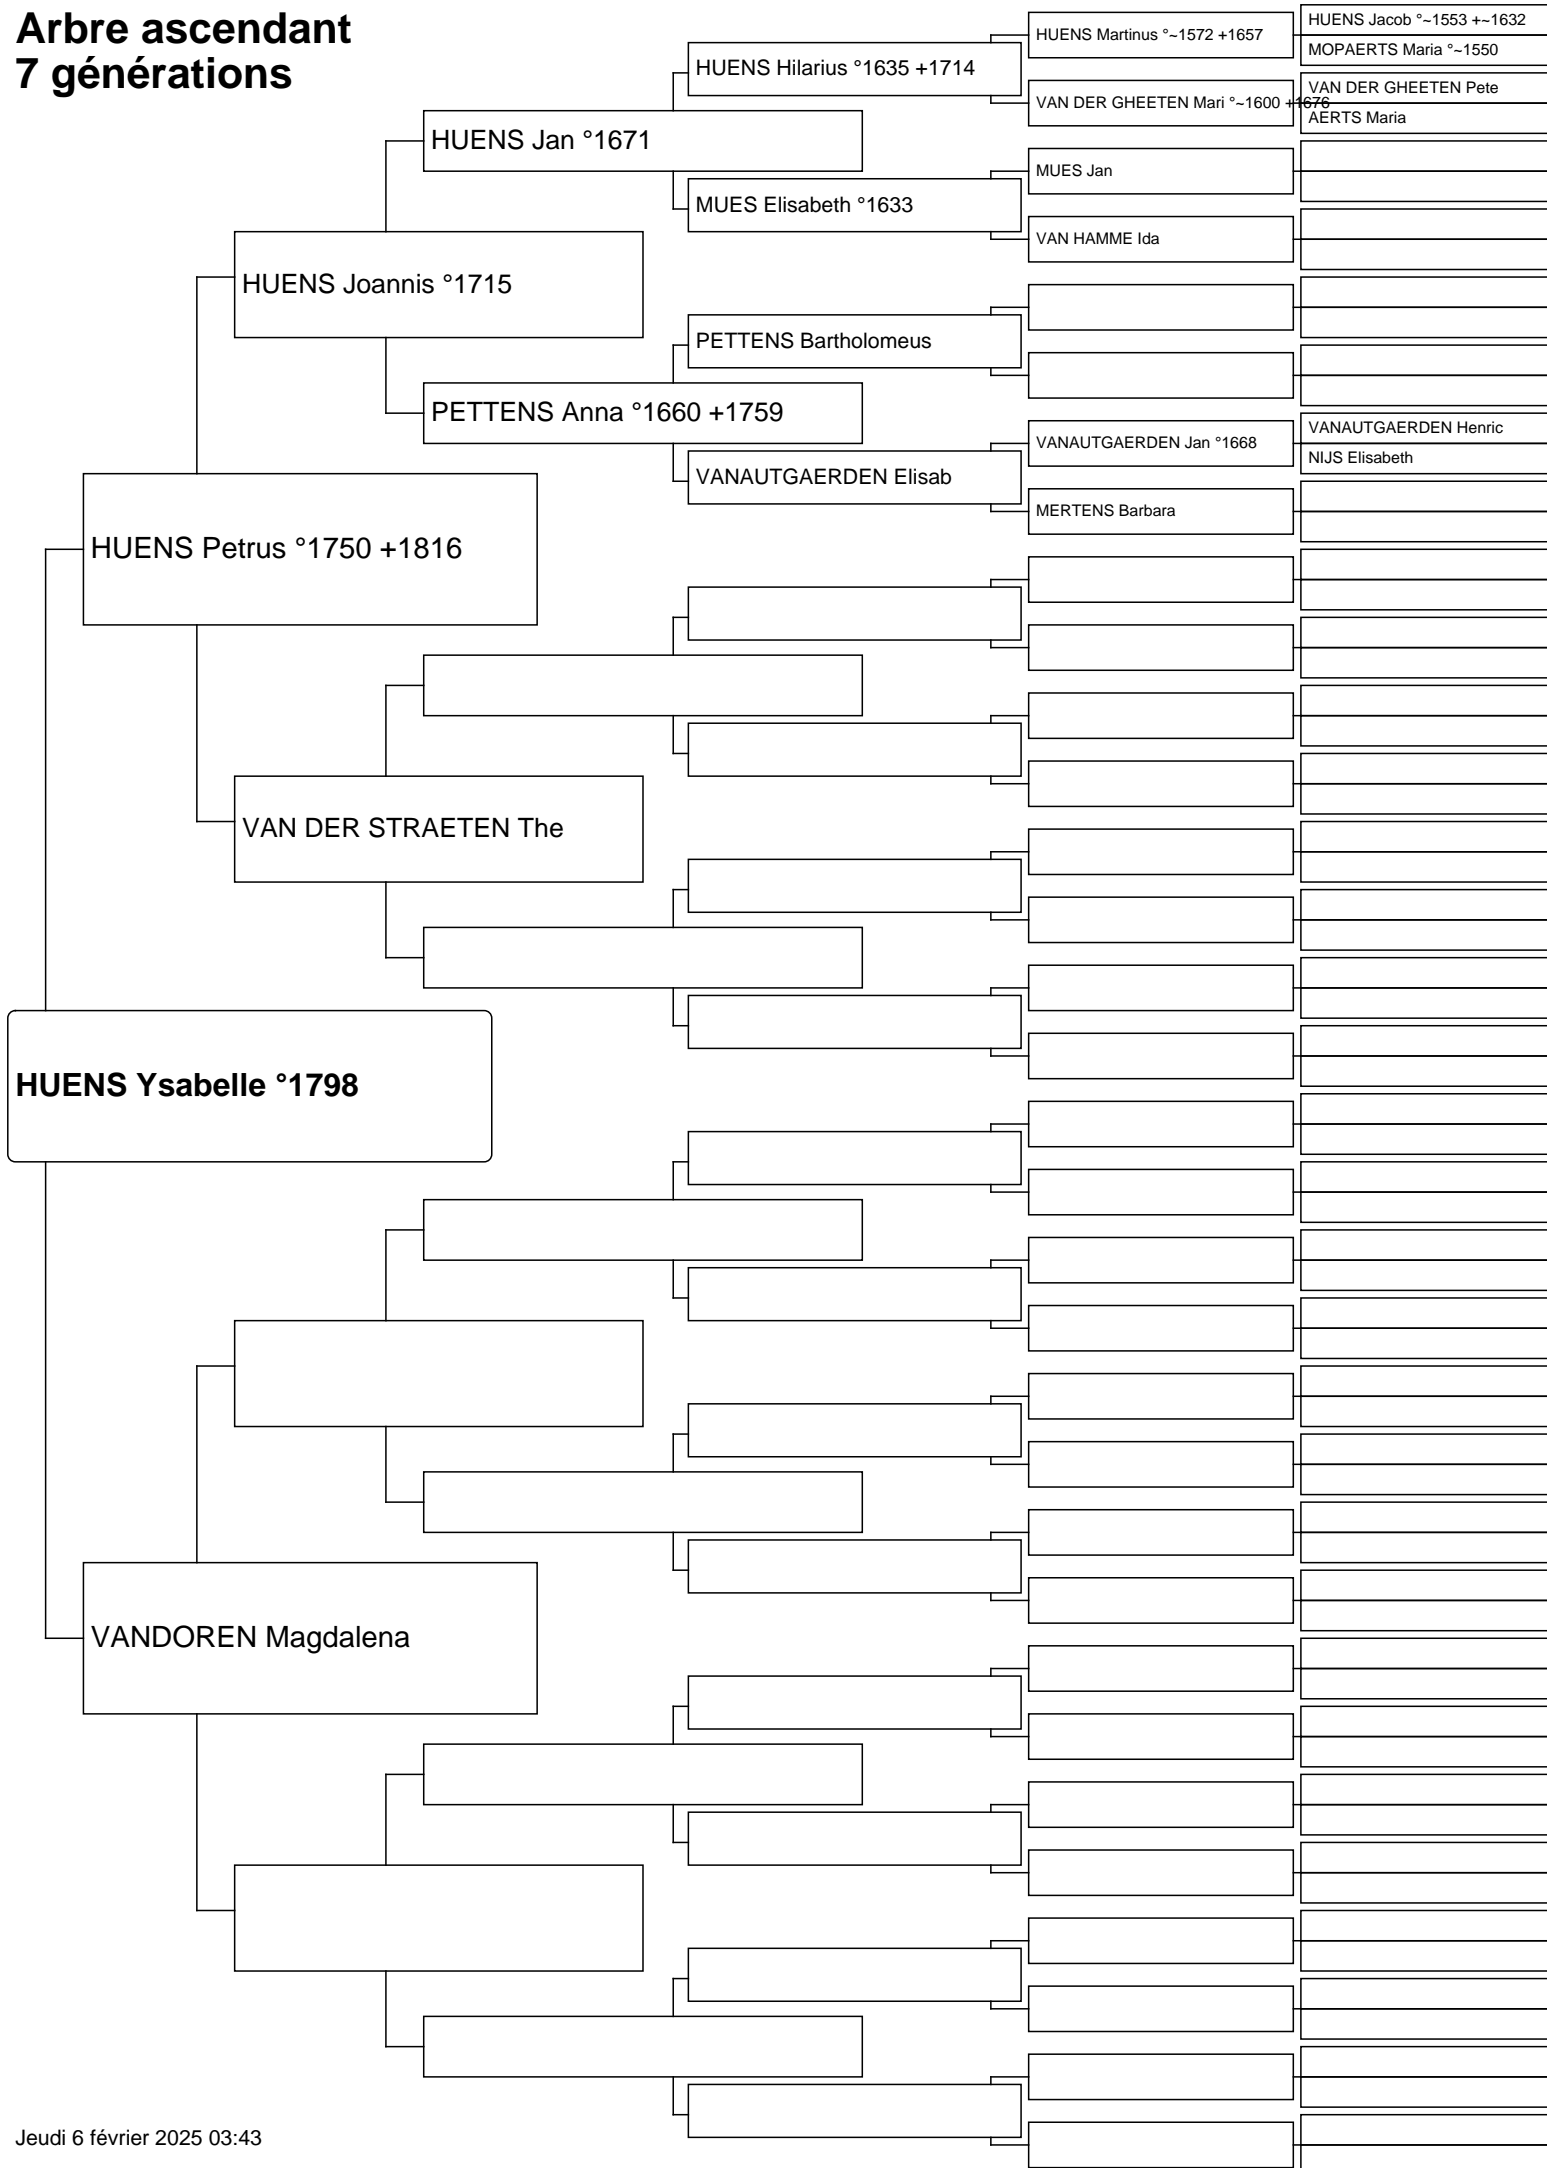 Arbre ascendant
7 générations
HUENS Martinus °~1572 +1657
HUENS Jacob °~1553 +~1632
MOPAERTS Maria °~1550
HUENS Hilarius °1635 +1714
VAN DER GHEETEN Mari °~1600 +1676
VAN DER GHEETEN Pete
AERTS Maria
HUENS Jan °1671
MUES Jan
MUES Elisabeth °1633
VAN HAMME Ida
HUENS Joannis °1715
PETTENS Bartholomeus
PETTENS Anna °1660 +1759
VANAUTGAERDEN Jan °1668
VANAUTGAERDEN Henric
NIJS Elisabeth
VANAUTGAERDEN Elisab
MERTENS Barbara
HUENS Petrus °1750 +1816
VAN DER STRAETEN The
HUENS Ysabelle °1798
VANDOREN Magdalena
Jeudi 6 février 2025 03:43